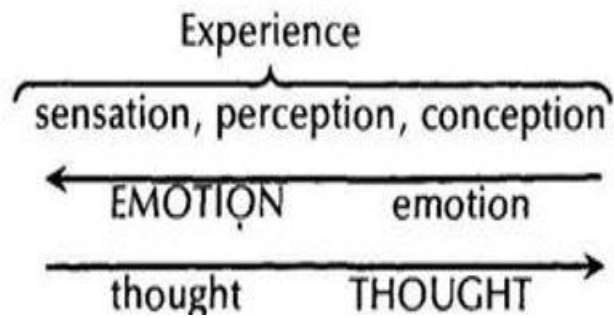 Experience
sensation, perception, conception
EMOTION emotion
thought THOUGHT